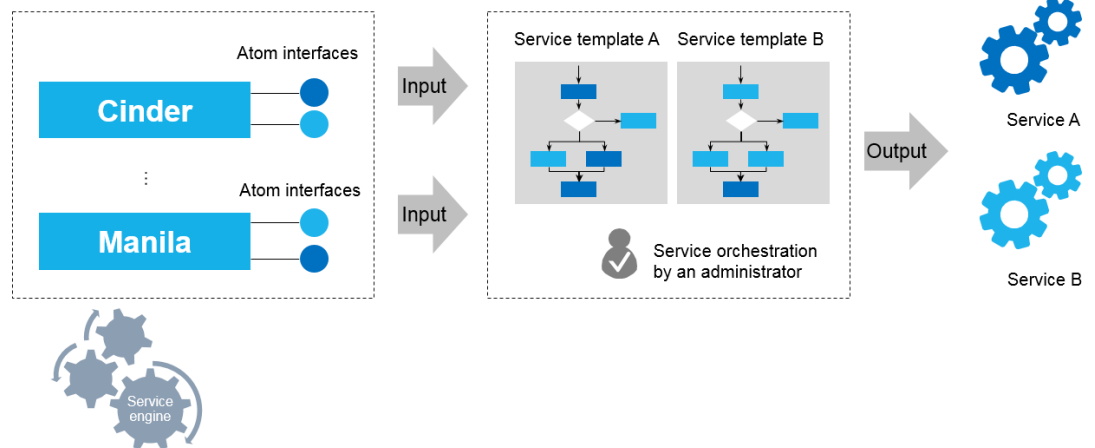 Atom interfaces
Cinder
Atom interfaces
Manila
Service
engine
Input
Input
Service template A
Service template B
Service orchestration
by an administrator
Output
Service A
Service B